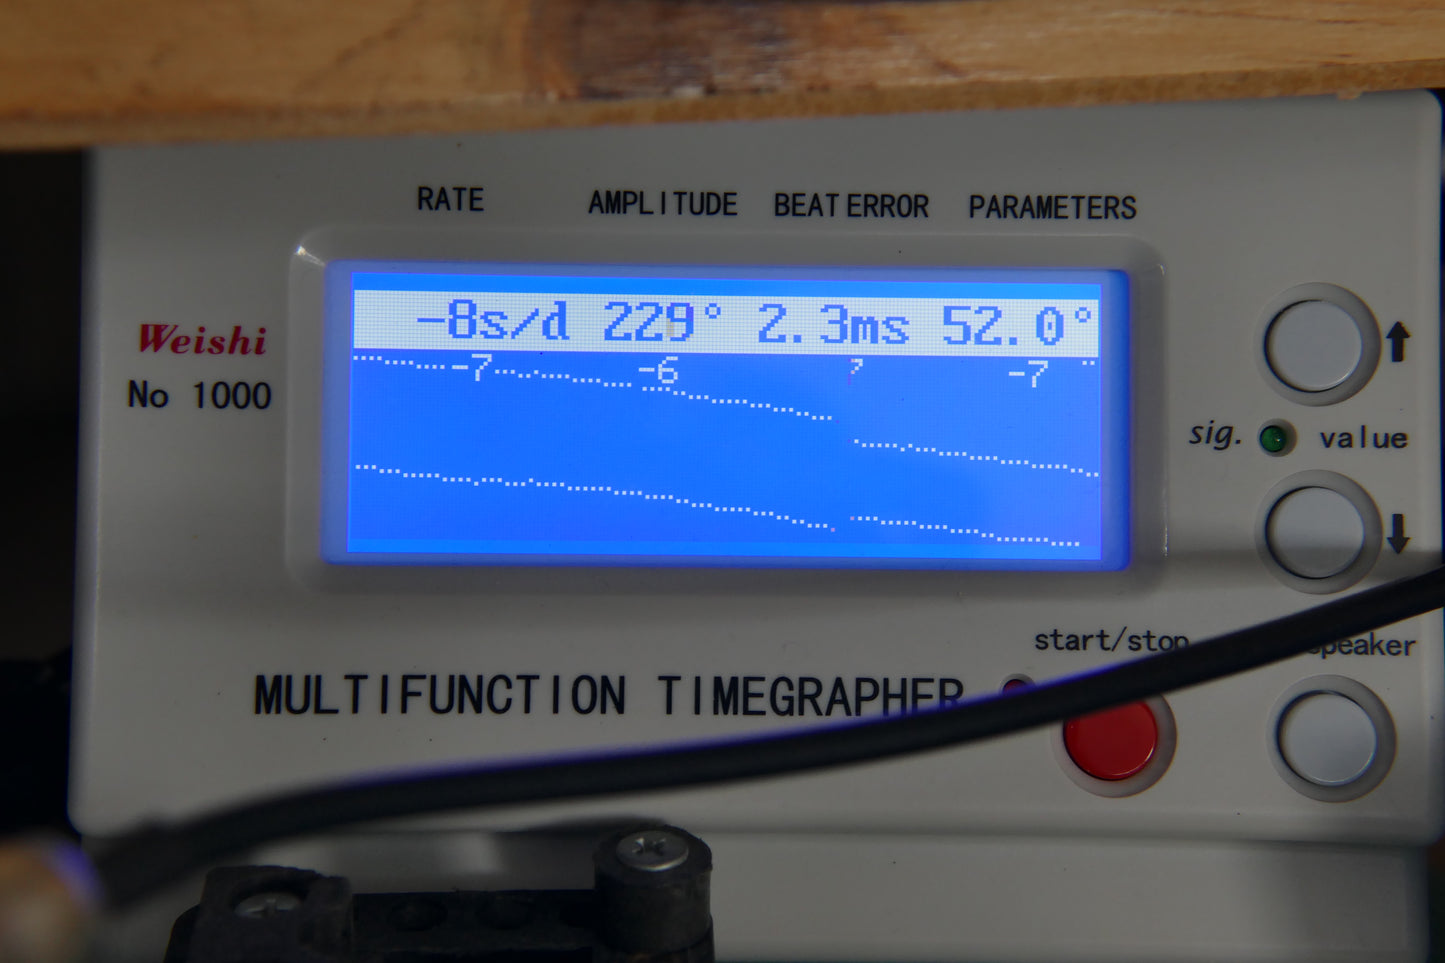 RATE AMPLITUDE BEAT ERROR PARAMETERS
-8s/d 229° 2.3ms 52.0°
-7 -6 -7
Weishi
No 1000
sig. value
start/stop speaker
MULTIFUNCTION TIMEGRAPHER